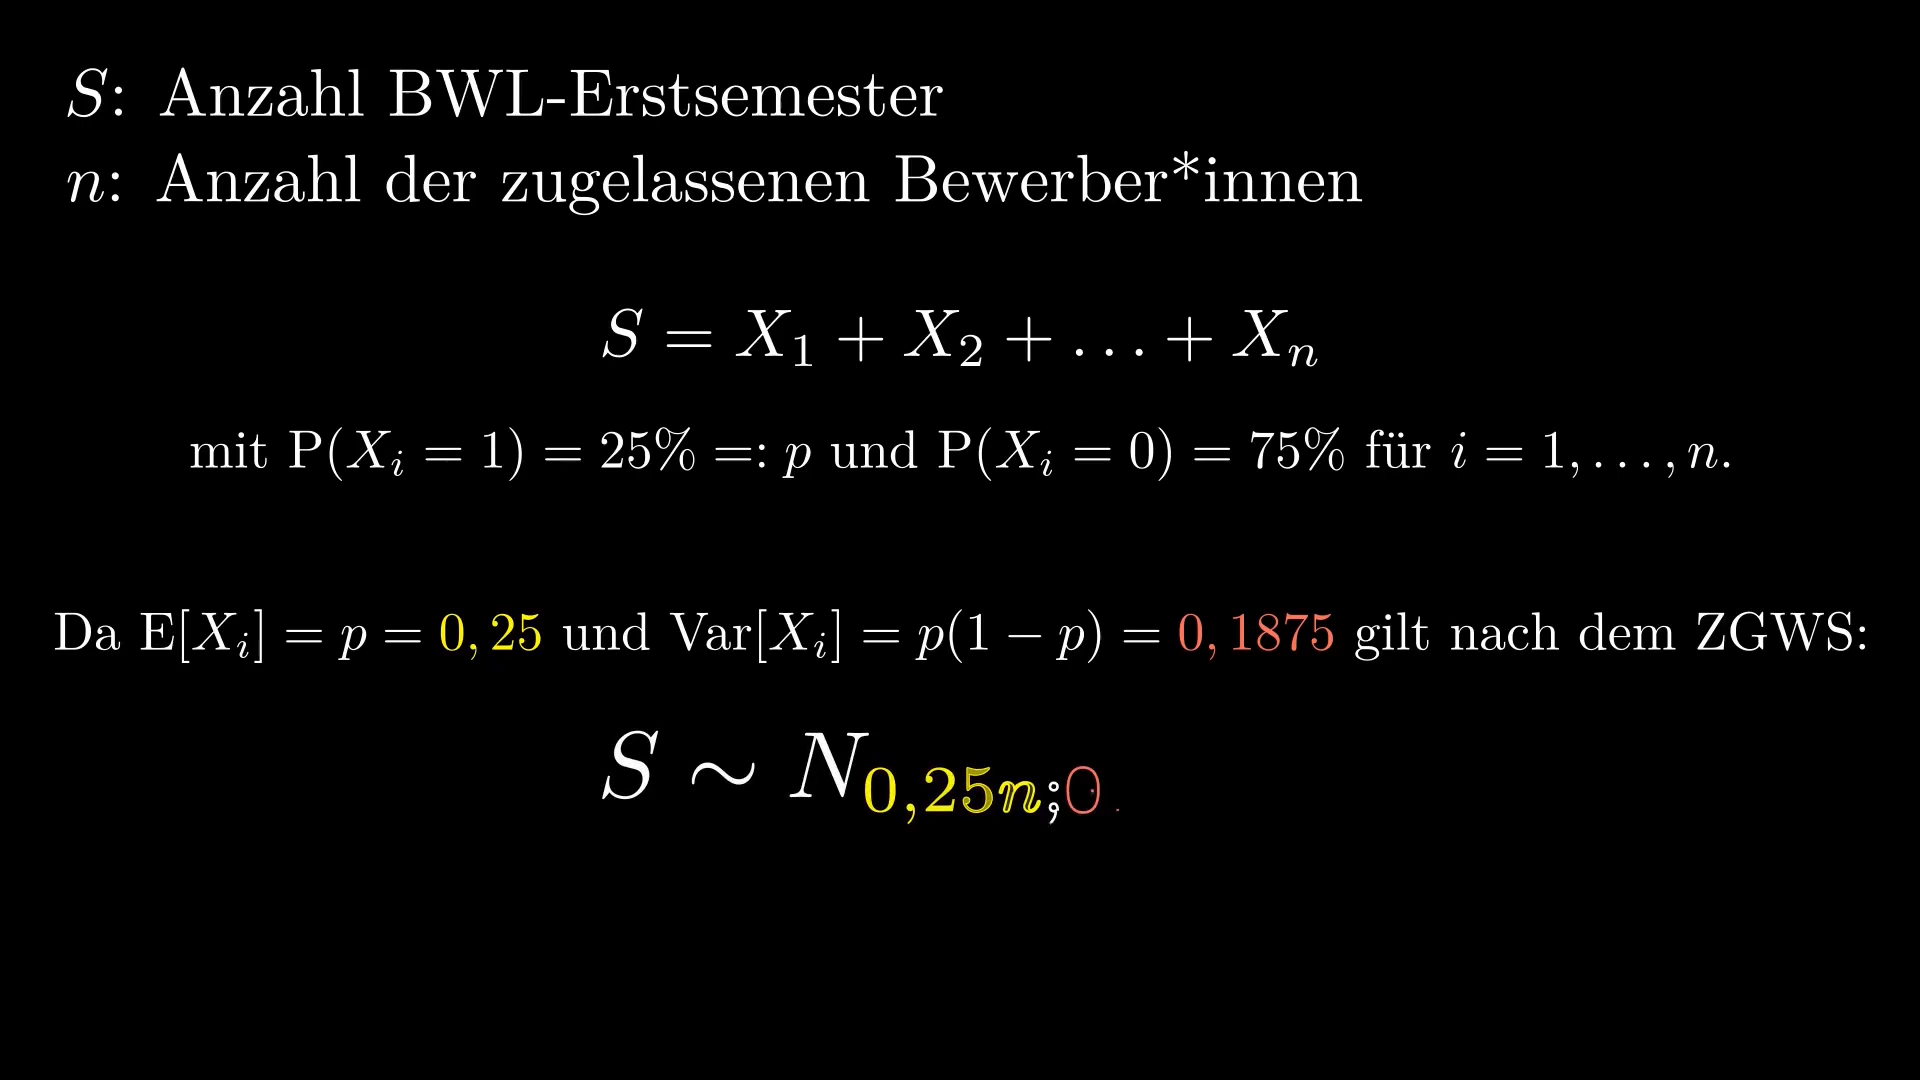 S: Anzahl BWL-Erstsemester
n: Anzahl der zugelassenen Bewerber*innen
S = X₁ + X₂ + … + Xₙ
mit P(Xᵢ = 1) = 25% =: p und P(Xᵢ = 0) = 75% für i = 1, …, n.
Da E[Xᵢ] = p = 0, 25 und Var[Xᵢ] = p(1 − p) = 0, 1875 gilt nach dem ZGWS:
S ∼ N0,25n;0